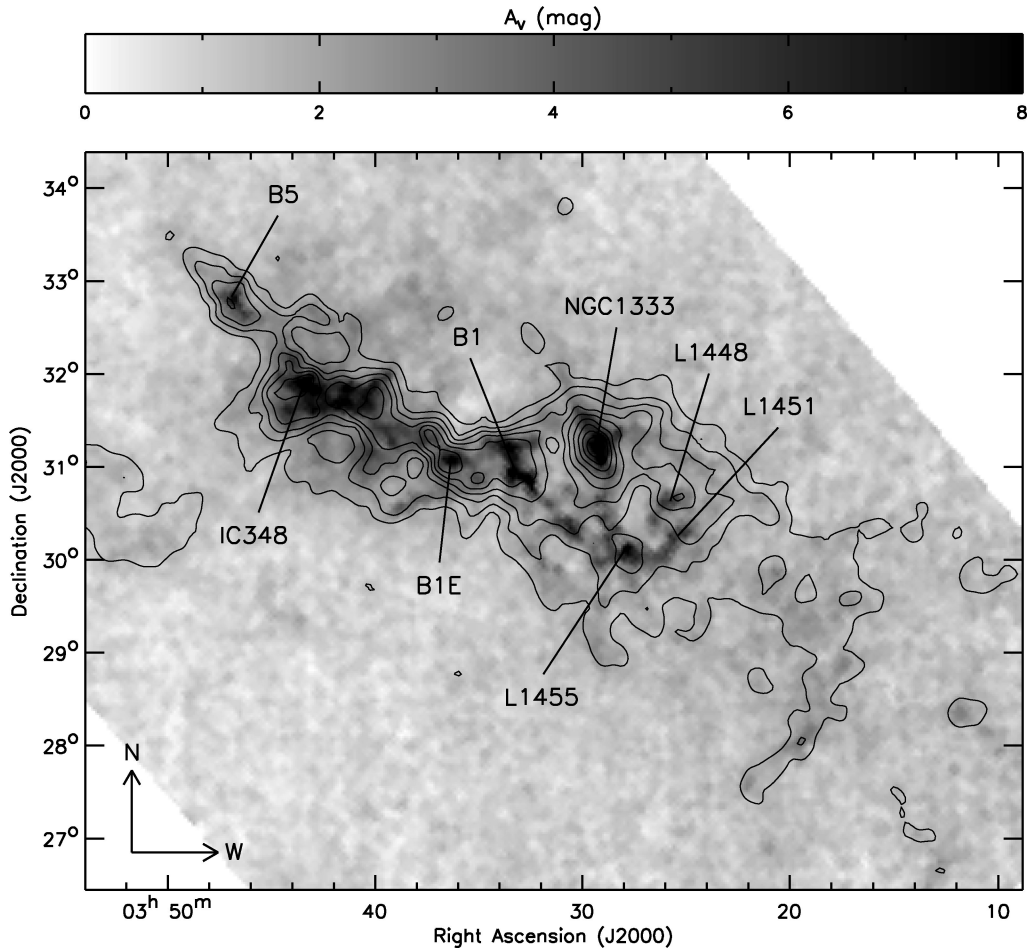 Aᵥ (mag)
0 2 4 6 8
34°
B5
33°
NGC1333
B1
L1448
32°
L1451
31°
IC348
30°
B1E
29°
L1455
28°
N
W
27°
03ʰ 50ᵐ 40 30 20 10
Right Ascension (J2000)
Declination (J2000)